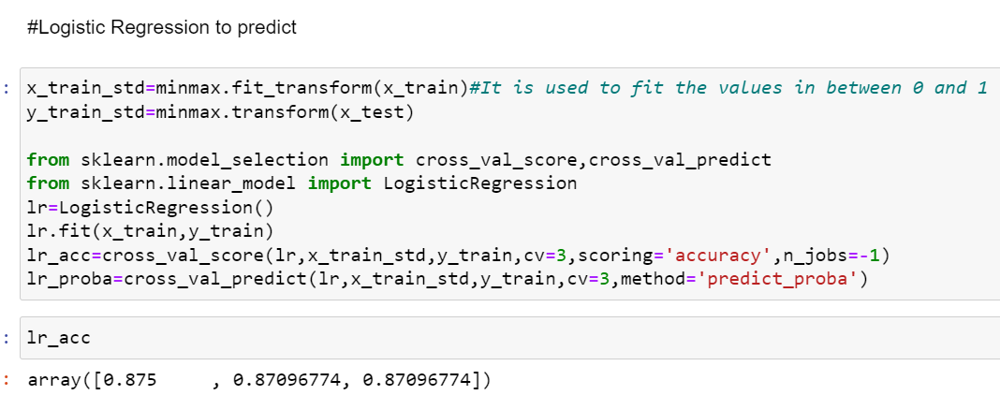 #Logistic Regression to predict
: x_train_std=minmax.fit_transform(x_train)#It is used to fit the values in between 0 and 1
y_train_std=minmax.transform(x_test)
from sklearn.model_selection import cross_val_score,cross_val_predict
from sklearn.linear_model import LogisticRegression
lr=LogisticRegression()
lr.fit(x_train,y_train)
lr_acc=cross_val_score(lr,x_train_std,y_train,cv=3,scoring='accuracy',n_jobs=-1)
lr_proba=cross_val_predict(lr,x_train_std,y_train,cv=3,method='predict_proba')
: lr_acc
: array([0.875     , 0.87096774, 0.87096774])